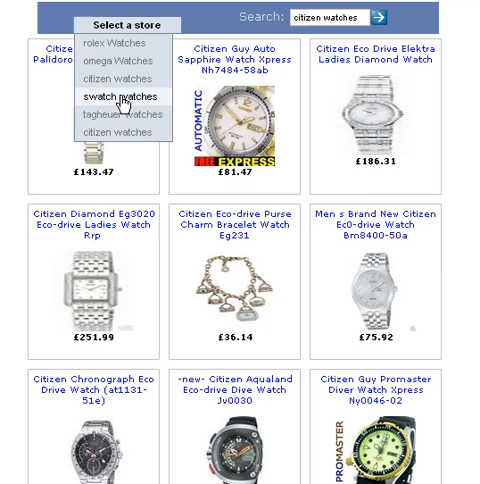 Search: citizen watches
Select a store
rolex Watches
omega Watches
citizen watches
swatch watches
tagheuer watches
citizen watches
Citizen
Palidoro
£143.47
Citizen Guy Auto
Sapphire Watch Xpress
Nh7484-58ab
AUTOMATIC
FREE EXPRESS
£81.47
Citizen Eco Drive Elektra
Ladies Diamond Watch
£186.31
Citizen Diamond Eg3020
Eco-drive Ladies Watch
Rrp
£251.99
Citizen Eco-drive Purse
Charm Bracelet Watch
Eg231
£36.14
Men s Brand New Citizen
Ec0-drive Watch
Bm8400-50a
£75.92
Citizen Chronograph Eco
Drive Watch (at1131-
51e)
-new- Citizen Aqualand
Eco-drive Dive Watch
Jv0030
Citizen Guy Promaster
Diver Watch Xpress
Ny0046-02
PROMASTER